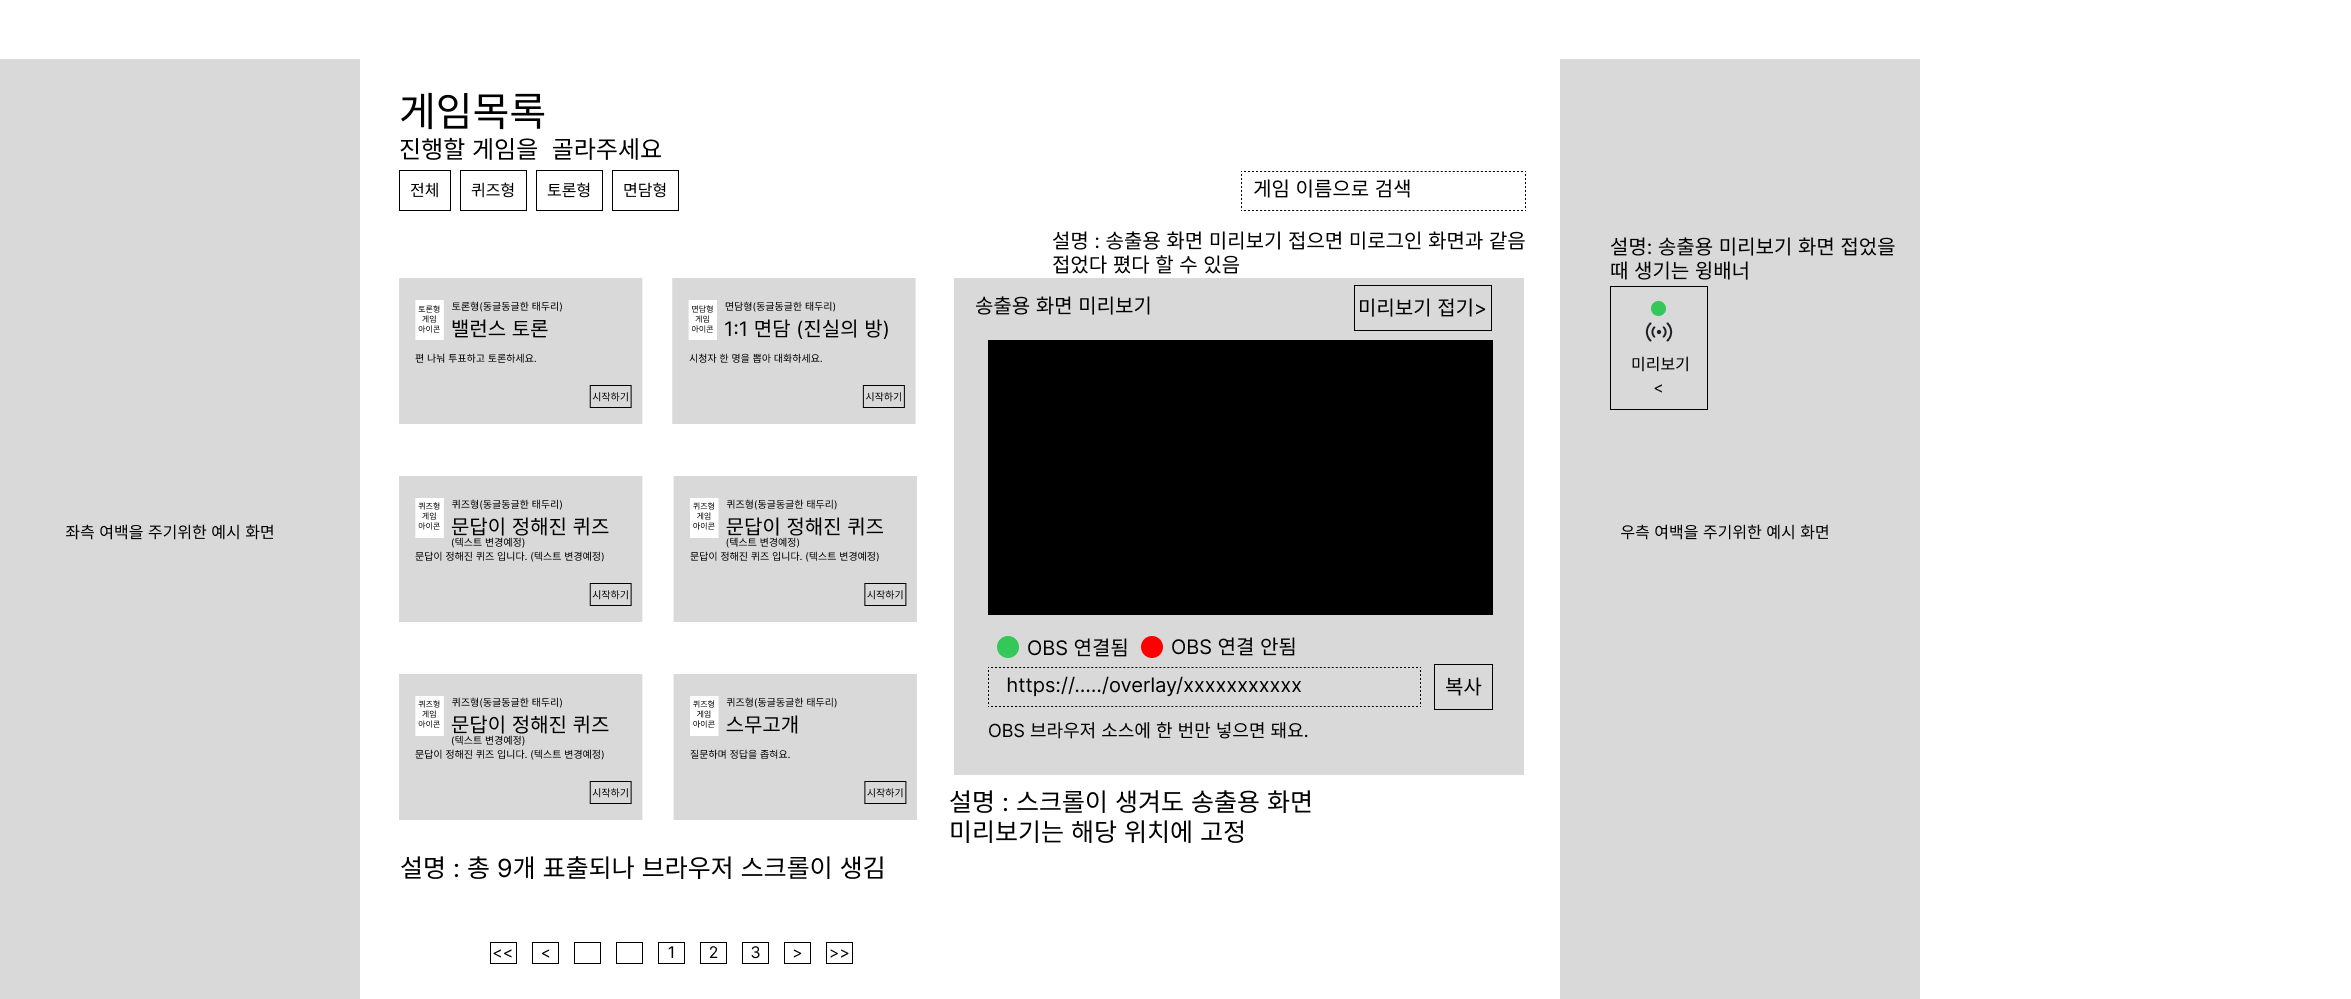 게임목록
진행할 게임을  골라주세요
전체
퀴즈형
토론형
면담형
게임 이름으로 검색
설명 : 송출용 화면 미리보기 접으면 미로그인 화면과 같음
접었다 폈다 할 수 있음
토론형
게임
아이콘
토론형(동글동글한 태두리)
밸런스 토론
편 나눠 투표하고 토론하세요.
시작하기
면담형
게임
아이콘
면담형(동글동글한 태두리)
1:1 면담 (진실의 방)
시청자 한 명을 뽑아 대화하세요.
시작하기
퀴즈형
게임
아이콘
퀴즈형(동글동글한 태두리)
문답이 정해진 퀴즈
(텍스트 변경예정)
문답이 정해진 퀴즈 입니다. (텍스트 변경예정)
시작하기
퀴즈형
게임
아이콘
퀴즈형(동글동글한 태두리)
문답이 정해진 퀴즈
(텍스트 변경예정)
문답이 정해진 퀴즈 입니다. (텍스트 변경예정)
시작하기
퀴즈형
게임
아이콘
퀴즈형(동글동글한 태두리)
문답이 정해진 퀴즈
(텍스트 변경예정)
문답이 정해진 퀴즈 입니다. (텍스트 변경예정)
시작하기
퀴즈형
게임
아이콘
퀴즈형(동글동글한 태두리)
스무고개
질문하며 정답을 좁혀요.
시작하기
송출용 화면 미리보기
미리보기 접기>
OBS 연결됨
OBS 연결 안됨
https://...../overlay/xxxxxxxxxxx
복사
OBS 브라우저 소스에 한 번만 넣으면 돼요.
설명 : 스크롤이 생겨도 송출용 화면
미리보기는 해당 위치에 고정
설명 : 총 9개 표출되나 브라우저 스크롤이 생김
<<
<
1
2
3
>
>>
좌측 여백을 주기위한 예시 화면
설명: 송출용 미리보기 화면 접었을
때 생기는 윙배너
미리보기
<
우측 여백을 주기위한 예시 화면